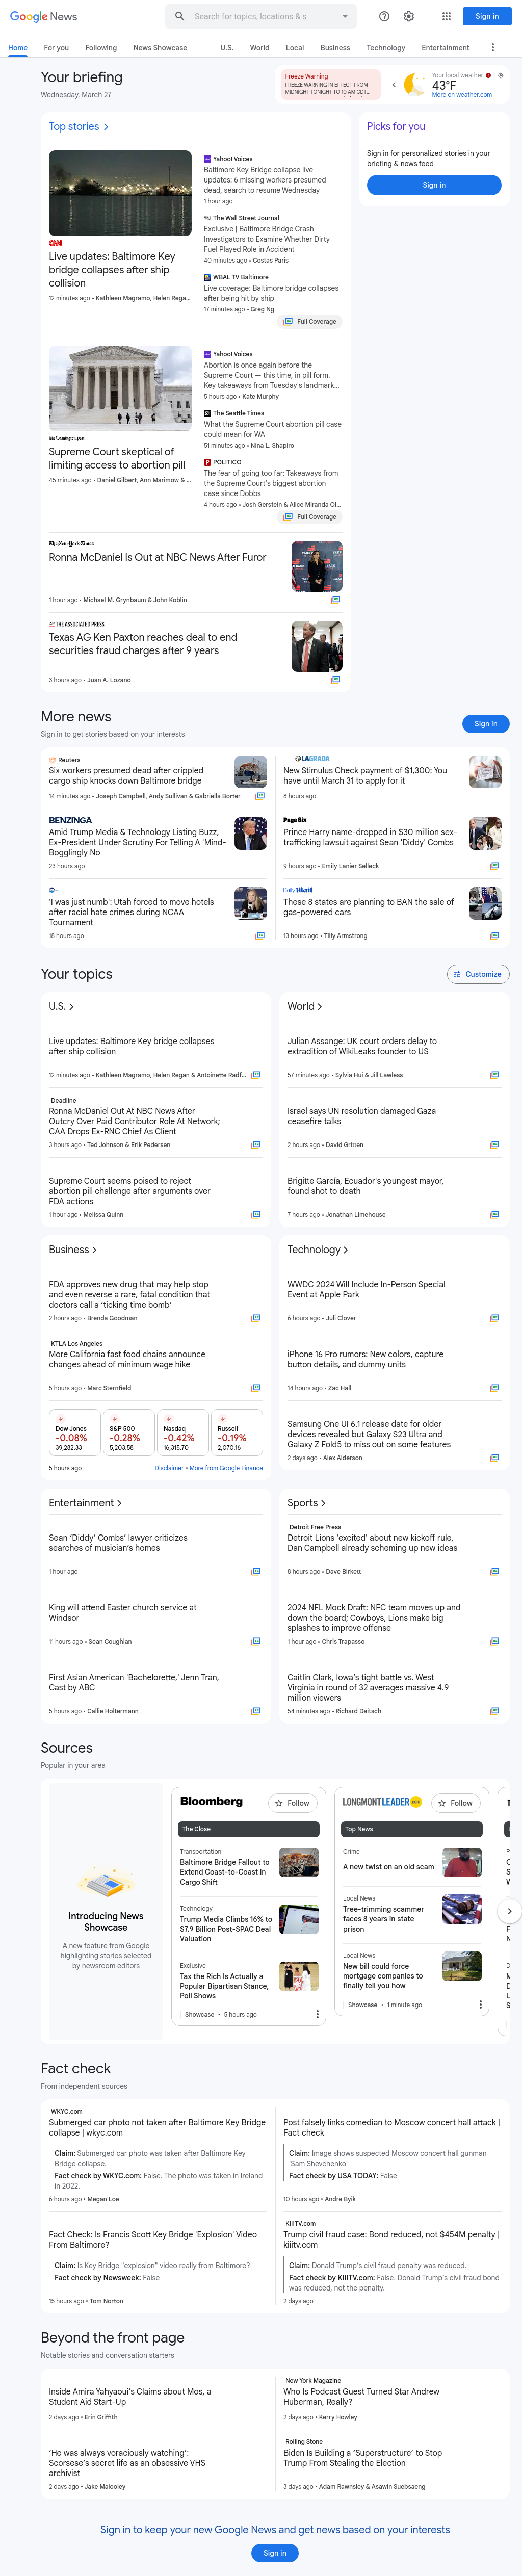 Google News
Search for topics, locations & s
Sign in
Home
For you
Following
News Showcase
U.S.
World
Local
Business
Technology
Entertainment
Your briefing
Wednesday, March 27
Freeze Warning
FREEZE WARNING IN EFFECT FROM
MIDNIGHT TONIGHT TO 10 AM CDT...
Your local weather
43°F
More on weather.com
Top stories
CNN
Live updates: Baltimore Key
bridge collapses after ship
collision
12 minutes ago • Kathleen Magramo, Helen Rega...
Yahoo! Voices
Baltimore Key Bridge collapse live
updates: 6 missing workers presumed
dead, search to resume Wednesday
1 hour ago
The Wall Street Journal
Exclusive | Baltimore Bridge Crash
Investigators to Examine Whether Dirty
Fuel Played Role in Accident
40 minutes ago • Costas Paris
WBAL TV Baltimore
Live coverage: Baltimore bridge collapses
after being hit by ship
17 minutes ago • Greg Ng
Full Coverage
The Washington Post
Supreme Court skeptical of
limiting access to abortion pill
45 minutes ago • Daniel Gilbert, Ann Marimow & ...
Yahoo! Voices
Abortion is once again before the
Supreme Court — this time, in pill form.
Key takeaways from Tuesday's landmark...
5 hours ago • Kate Murphy
The Seattle Times
What the Supreme Court abortion pill case
could mean for WA
51 minutes ago • Nina L. Shapiro
POLITICO
The fear of going too far: Takeaways from
the Supreme Court's biggest abortion
case since Dobbs
4 hours ago • Josh Gerstein & Alice Miranda Ol...
Full Coverage
The New York Times
Ronna McDaniel Is Out at NBC News After Furor
1 hour ago • Michael M. Grynbaum & John Koblin
AP THE ASSOCIATED PRESS
Texas AG Ken Paxton reaches deal to end
securities fraud charges after 9 years
3 hours ago • Juan A. Lozano
Picks for you
Sign in for personalized stories in your
briefing & news feed
Sign in
More news
Sign in to get stories based on your interests
Sign in
Reuters
Six workers presumed dead after crippled
cargo ship knocks down Baltimore bridge
14 minutes ago • Joseph Campbell, Andy Sullivan & Gabriella Borter
LAGRADA
New Stimulus Check payment of $1,300: You
have until March 31 to apply for it
8 hours ago
BENZINGA
Amid Trump Media & Technology Listing Buzz,
Ex-President Under Scrutiny For Telling A 'Mind-
Bogglingly No
23 hours ago
Page Six
Prince Harry name-dropped in $30 million sex-
trafficking lawsuit against Sean 'Diddy' Combs
9 hours ago • Emily Lanier Selleck
'I was just numb': Utah forced to move hotels
after racial hate crimes during NCAA
Tournament
18 hours ago
Daily Mail
These 8 states are planning to BAN the sale of
gas-powered cars
13 hours ago • Tilly Armstrong
Your topics
Customize
U.S.
Live updates: Baltimore Key bridge collapses
after ship collision
12 minutes ago • Kathleen Magramo, Helen Regan & Antoinette Radf...
Deadline
Ronna McDaniel Out At NBC News After
Outcry Over Paid Contributor Role At Network;
CAA Drops Ex-RNC Chief As Client
3 hours ago • Ted Johnson & Erik Pedersen
Supreme Court seems poised to reject
abortion pill challenge after arguments over
FDA actions
1 hour ago • Melissa Quinn
World
Julian Assange: UK court orders delay to
extradition of WikiLeaks founder to US
57 minutes ago • Sylvia Hui & Jill Lawless
Israel says UN resolution damaged Gaza
ceasefire talks
2 hours ago • David Gritten
Brigitte García, Ecuador's youngest mayor,
found shot to death
7 hours ago • Jonathan Limehouse
Business
FDA approves new drug that may help stop
and even reverse a rare, fatal condition that
doctors call a 'ticking time bomb'
2 hours ago • Brenda Goodman
KTLA Los Angeles
More California fast food chains announce
changes ahead of minimum wage hike
5 hours ago • Marc Sternfield
Dow Jones
-0.08%
39,282.33
S&P 500
-0.28%
5,203.58
Nasdaq
-0.42%
16,315.70
Russell
-0.19%
2,070.16
5 hours ago
Disclaimer • More from Google Finance
Technology
WWDC 2024 Will Include In-Person Special
Event at Apple Park
6 hours ago • Juli Clover
iPhone 16 Pro rumors: New colors, capture
button details, and dummy units
14 hours ago • Zac Hall
Samsung One UI 6.1 release date for older
devices revealed but Galaxy S23 Ultra and
Galaxy Z Fold5 to miss out on some features
2 days ago • Alex Alderson
Entertainment
Sean 'Diddy' Combs' lawyer criticizes
searches of musician's homes
1 hour ago
King will attend Easter church service at
Windsor
11 hours ago • Sean Coughlan
First Asian American 'Bachelorette,' Jenn Tran,
Cast by ABC
5 hours ago • Callie Holtermann
Sports
Detroit Free Press
Detroit Lions 'excited' about new kickoff rule,
Dan Campbell already scheming up new ideas
8 hours ago • Dave Birkett
2024 NFL Mock Draft: NFC team moves up and
down the board; Cowboys, Lions make big
splashes to improve offense
1 hour ago • Chris Trapasso
Caitlin Clark, Iowa's tight battle vs. West
Virginia in round of 32 averages massive 4.9
million viewers
54 minutes ago • Richard Deitsch
Sources
Popular in your area
Introducing News
Showcase
A new feature from Google
highlighting stories selected
by newsroom editors
Bloomberg
Follow
The Close
Transportation
Baltimore Bridge Fallout to
Extend Coast-to-Coast in
Cargo Shift
Technology
Trump Media Climbs 16% to
$7.9 Billion Post-SPAC Deal
Valuation
Exclusive
Tax the Rich Is Actually a
Popular Bipartisan Stance,
Poll Shows
Showcase • 5 hours ago
LONGMONT LEADER
Follow
Top News
Crime
A new twist on an old scam
Local News
Tree-trimming scammer
faces 8 years in state
prison
Local News
New bill could force
mortgage companies to
finally tell you how
Showcase • 1 minute ago
Fact check
From independent sources
WKYC.com
Submerged car photo not taken after Baltimore Key Bridge
collapse | wkyc.com
Claim: Submerged car photo was taken after Baltimore Key
Bridge collapse.
Fact check by WKYC.com: False. The photo was taken in Ireland
in 2022.
6 hours ago • Megan Loe
Post falsely links comedian to Moscow concert hall attack |
Fact check
Claim: Image shows suspected Moscow concert hall gunman
'Sam Shevchenko'
Fact check by USA TODAY: False
10 hours ago • Andre Byik
Fact Check: Is Francis Scott Key Bridge 'Explosion' Video
From Baltimore?
Claim: Is Key Bridge "explosion" video really from Baltimore?
Fact check by Newsweek: False
15 hours ago • Tom Norton
KIIITV.com
Trump civil fraud case: Bond reduced, not $454M penalty |
kiiitv.com
Claim: Donald Trump's civil fraud penalty was reduced.
Fact check by KIIITV.com: False. Donald Trump's civil fraud bond
was reduced, not the penalty.
2 days ago
Beyond the front page
Notable stories and conversation starters
Inside Amira Yahyaoui's Claims about Mos, a
Student Aid Start-Up
2 days ago • Erin Griffith
New York Magazine
Who Is Podcast Guest Turned Star Andrew
Huberman, Really?
2 days ago • Kerry Howley
'He was always voraciously watching':
Scorsese's secret life as an obsessive VHS
archivist
2 days ago • Jake Malooley
Rolling Stone
Biden Is Building a 'Superstructure' to Stop
Trump From Stealing the Election
3 days ago • Adam Rawnsley & Asawin Suebsaeng
Sign in to keep your new Google News and get news based on your interests
Sign in